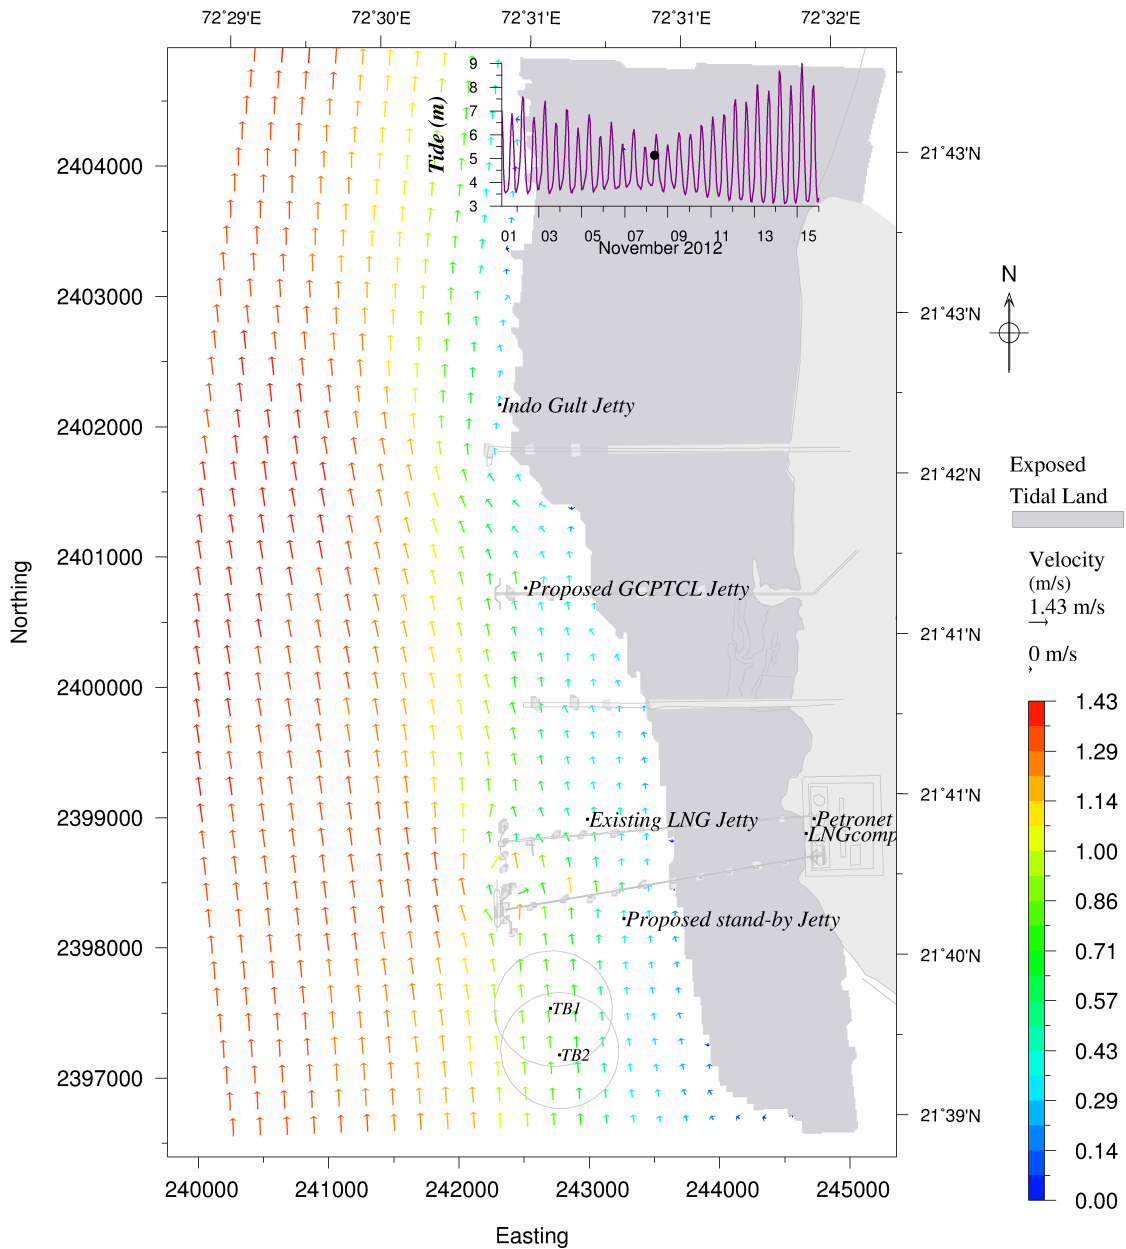 72°29'E 72°30'E 72°31'E 72°31'E 72°32'E
9
8
7
6
5
4
3
Tide (m)
01 03 05 07 09 11 13 15
November 2012
2404000
2403000
2402000
2401000
2400000
2399000
2398000
2397000
Northing
21°43'N
21°43'N
21°42'N
21°41'N
21°41'N
21°40'N
21°39'N
N
Indo Gult Jetty
Proposed GCPTCL Jetty
Existing LNG Jetty
Petronet
LNGcomp
Proposed stand-by Jetty
TB1
TB2
Exposed
Tidal Land
Velocity
(m/s)
1.43 m/s
0 m/s
1.43
1.29
1.14
1.00
0.86
0.71
0.57
0.43
0.29
0.14
0.00
240000 241000 242000 243000 244000 245000
Easting